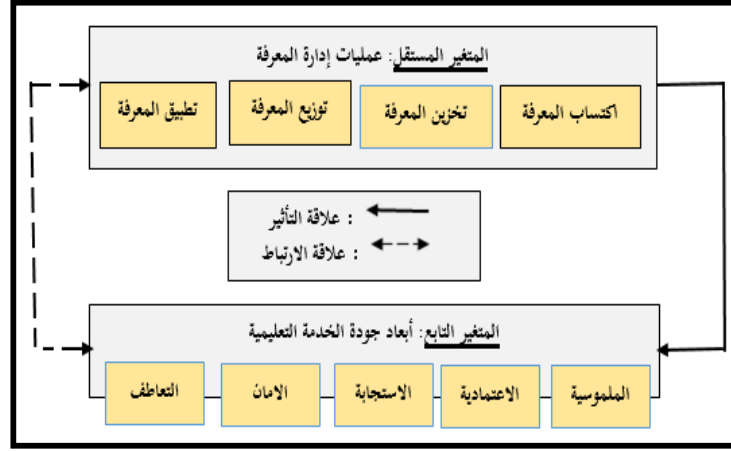 المتغير المستقل: عمليات إدارة المعرفة
اكتساب المعرفة
تخزين المعرفة
توزيع المعرفة
تطبيق المعرفة
: علاقة التأثير
: علاقة الارتباط
المتغير التابع: أبعاد جودة الخدمة التعليمية
الملموسية
الاعتمادية
الاستجابة
الامان
التعاطف